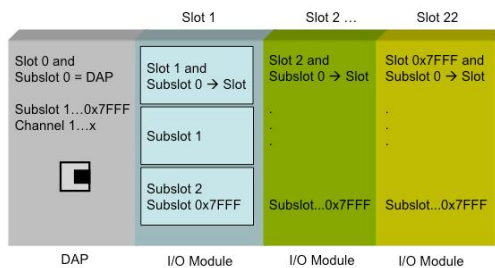 Slot 1
Slot 2 ...
Slot 22
Slot 0 and
Subslot 0 = DAP
Subslot 1...0x7FFF
Channel 1...x
Slot 1 and
Subslot 0 → Slot
Subslot 1
Subslot 2
Subslot 0x7FFF
Slot 2 and
Subslot 0 → Slot
.
.
.
Subslot...0x7FFF
Slot 0x7FFF and
Subslot 0 → Slot
.
.
.
Subslot...0x7FFF
DAP
I/O Module
I/O Module
I/O Module